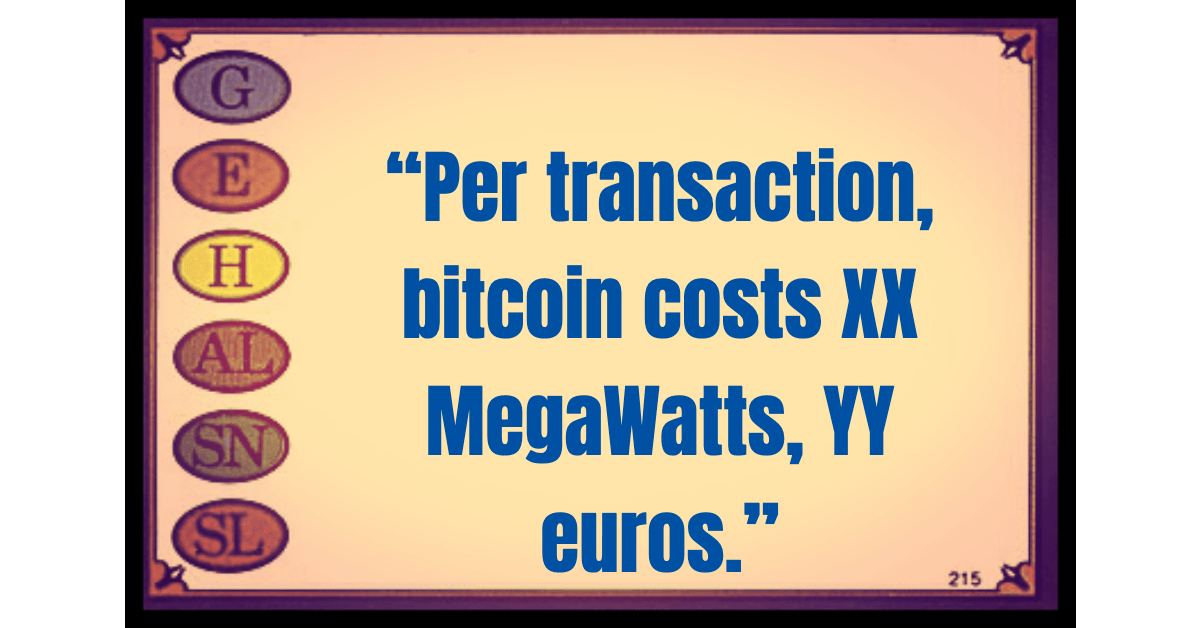 G
E
H
AL
SN
SL
“Per transaction,
bitcoin costs XX
MegaWatts, YY
euros.”
215